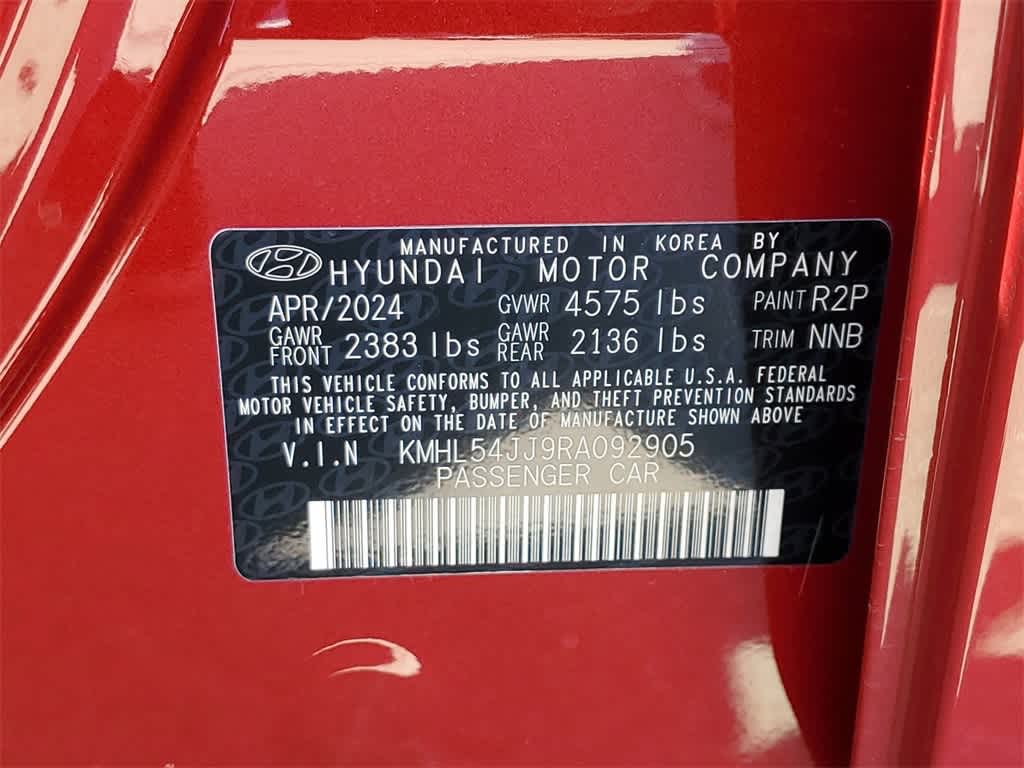 MANUFACTURED IN KOREA BY
HYUNDAI MOTOR COMPANY
APR/2024 GVWR 4575 lbs PAINT R2P
GAWR FRONT 2383 lbs GAWR REAR 2136 lbs TRIM NNB
THIS VEHICLE CONFORMS TO ALL APPLICABLE U.S.A. FEDERAL
MOTOR VEHICLE SAFETY, BUMPER, AND THEFT PREVENTION STANDARDS
IN EFFECT ON THE DATE OF MANUFACTURE SHOWN ABOVE
V.I.N KMHL54JJ9RA092905
PASSENGER CAR